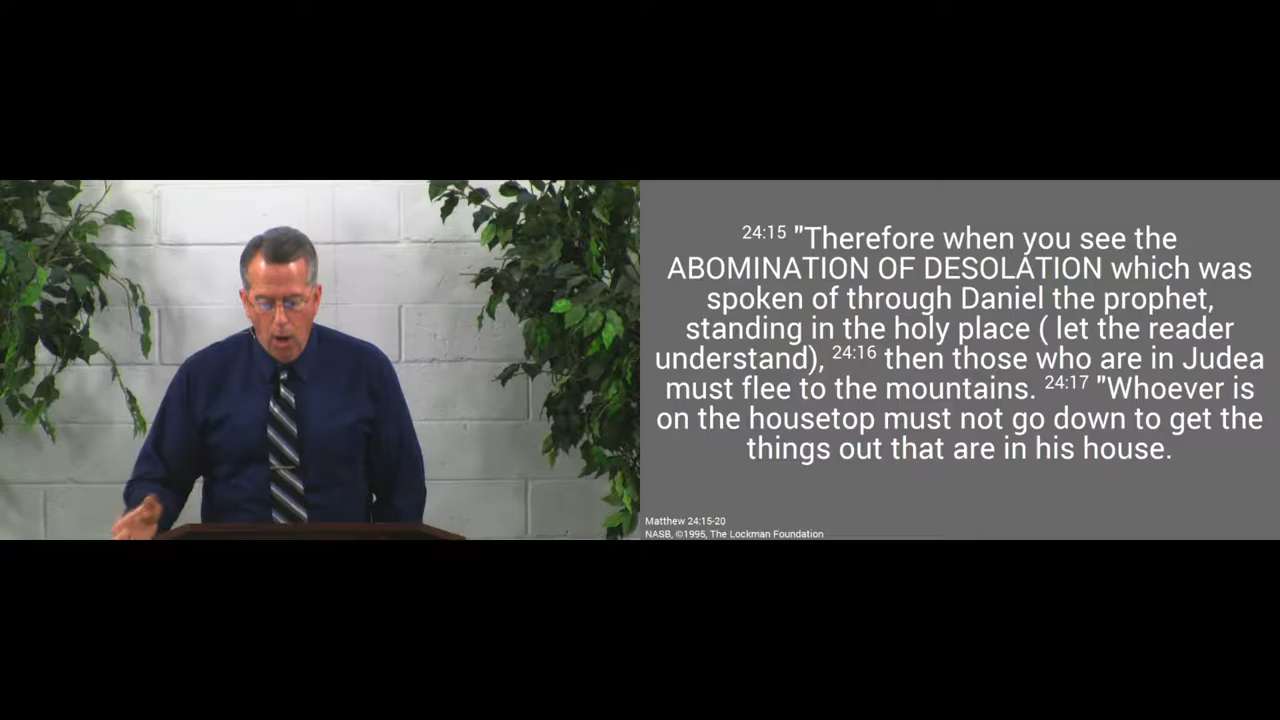 24:15 "Therefore when you see the
ABOMINATION OF DESOLATION which was
spoken of through Daniel the prophet,
standing in the holy place ( let the reader
understand), 24:16 then those who are in Judea
must flee to the mountains. 24:17 "Whoever is
on the housetop must not go down to get the
things out that are in his house.
Matthew 24:15-20
NASB, ©1995, The Lockman Foundation